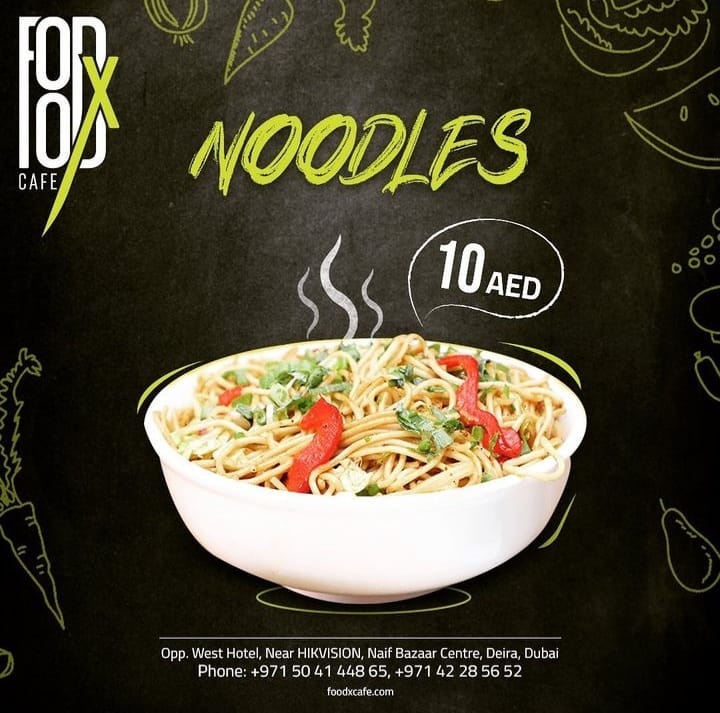 FOOD X
CAFE
NOODLES
10 AED
Opp. West Hotel, Near HIKVISION, Naif Bazaar Centre, Deira, Dubai
Phone: +971 50 41 448 65, +971 42 28 56 52
foodxcafe.com